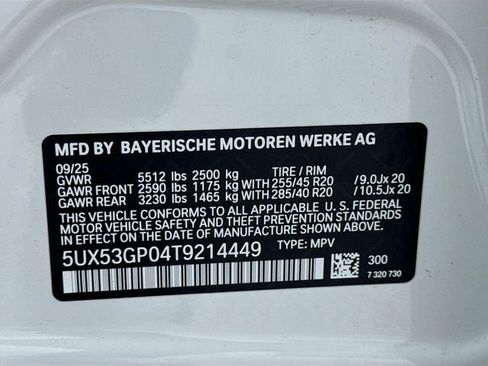 MFD BY BAYERISCHE MOTOREN WERKE AG
09/25
GVWR 5512 lbs 2500 kg TIRE / RIM
GAWR FRONT 2590 lbs 1175 kg WITH 255/45 R20 /9.0Jx 20
GAWR REAR 3230 lbs 1465 kg WITH 285/40 R20 /10.5Jx 20
THIS VEHICLE CONFORMS TO ALL APPLICABLE U. S. FEDERAL
MOTOR VEHICLE SAFETY AND THEFT PREVENTION STANDARDS IN
EFFECT ON THE DATE OF MANUFACTURE SHOWN ABOVE.
5UX53GP04T9214449 TYPE: MPV
300
7 320 730